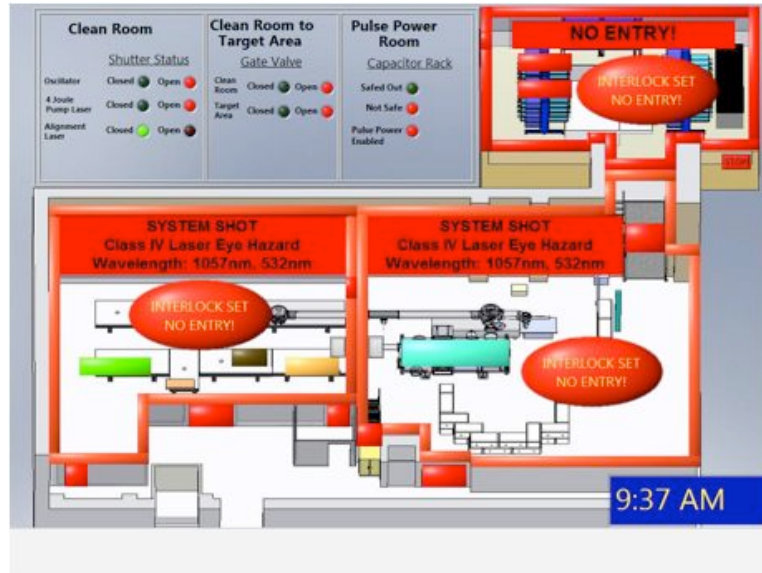 Clean Room
Shutter Status
Oscillator Closed Open
4 Joule
Pump Laser Closed Open
Alignment
Laser Closed Open
Clean Room to
Target Area
Gate Valve
Clean
Room Closed Open
Target
Area Closed Open
Pulse Power
Room
Capacitor Rack
Safed Out
Not Safe
Pulse Power
Enabled
NO ENTRY!
INTERLOCK SET
NO ENTRY!
STOP!
SYSTEM SHOT
Class IV Laser Eye Hazard
Wavelength: 1057nm, 532nm
INTERLOCK SET
NO ENTRY!
SYSTEM SHOT
Class IV Laser Eye Hazard
Wavelength: 1057nm, 532nm
INTERLOCK SET
NO ENTRY!
9:37 AM